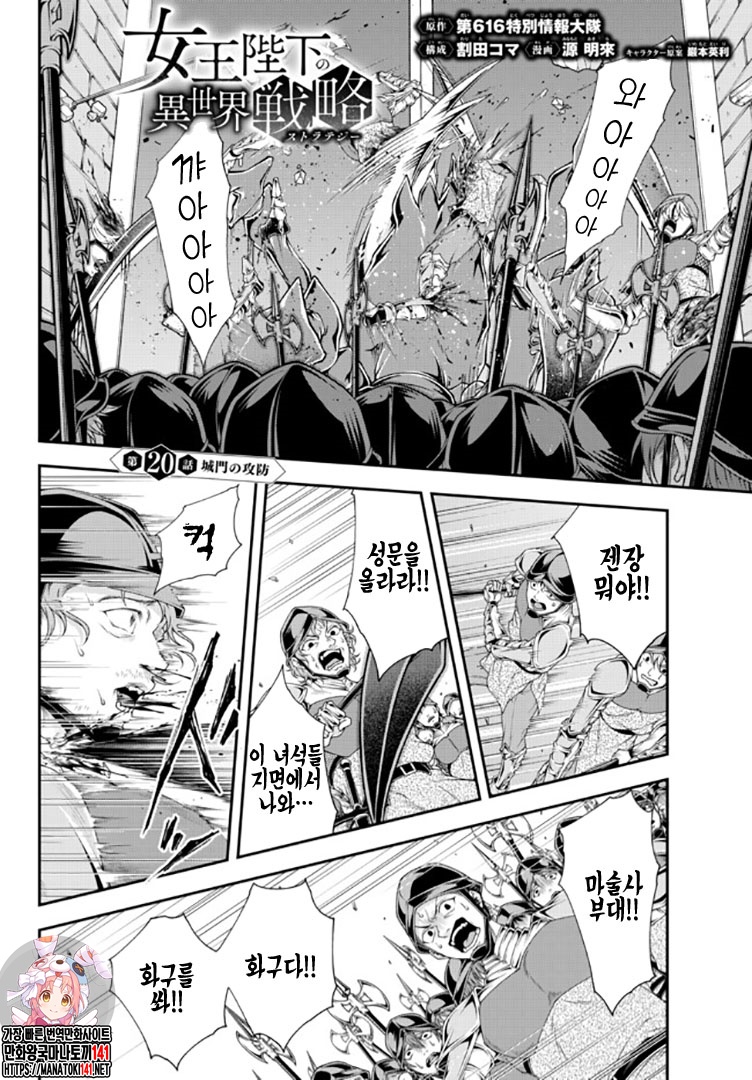 女王陛下の
異世界戦略
ストラテジー
原作 第616特別情報大隊
構成 割田コマ 漫画 源 明來 キャラクター原案 巖本英利
와아아아아
꺄아아아아
第20話 城門の攻防
젠장
뭐야!!
성문을
올라라!!
이 녀석들
지면에서
나와…
컥
마술사
부대!!
화구다!!
화구를
쏴!!
가장 빠른 번역만화사이트
만화왕국마나토끼141
HTTPS://MANATOKI141.NET